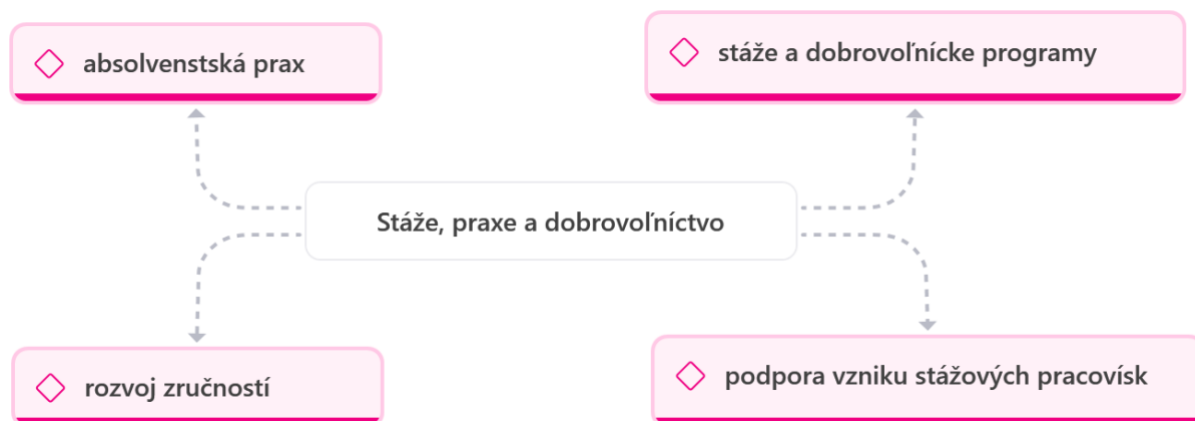 absolvenstská prax
stáže a dobrovoľnícke programy
Stáže, praxe a dobrovoľníctvo
rozvoj zručností
podpora vzniku stážových pracovísk